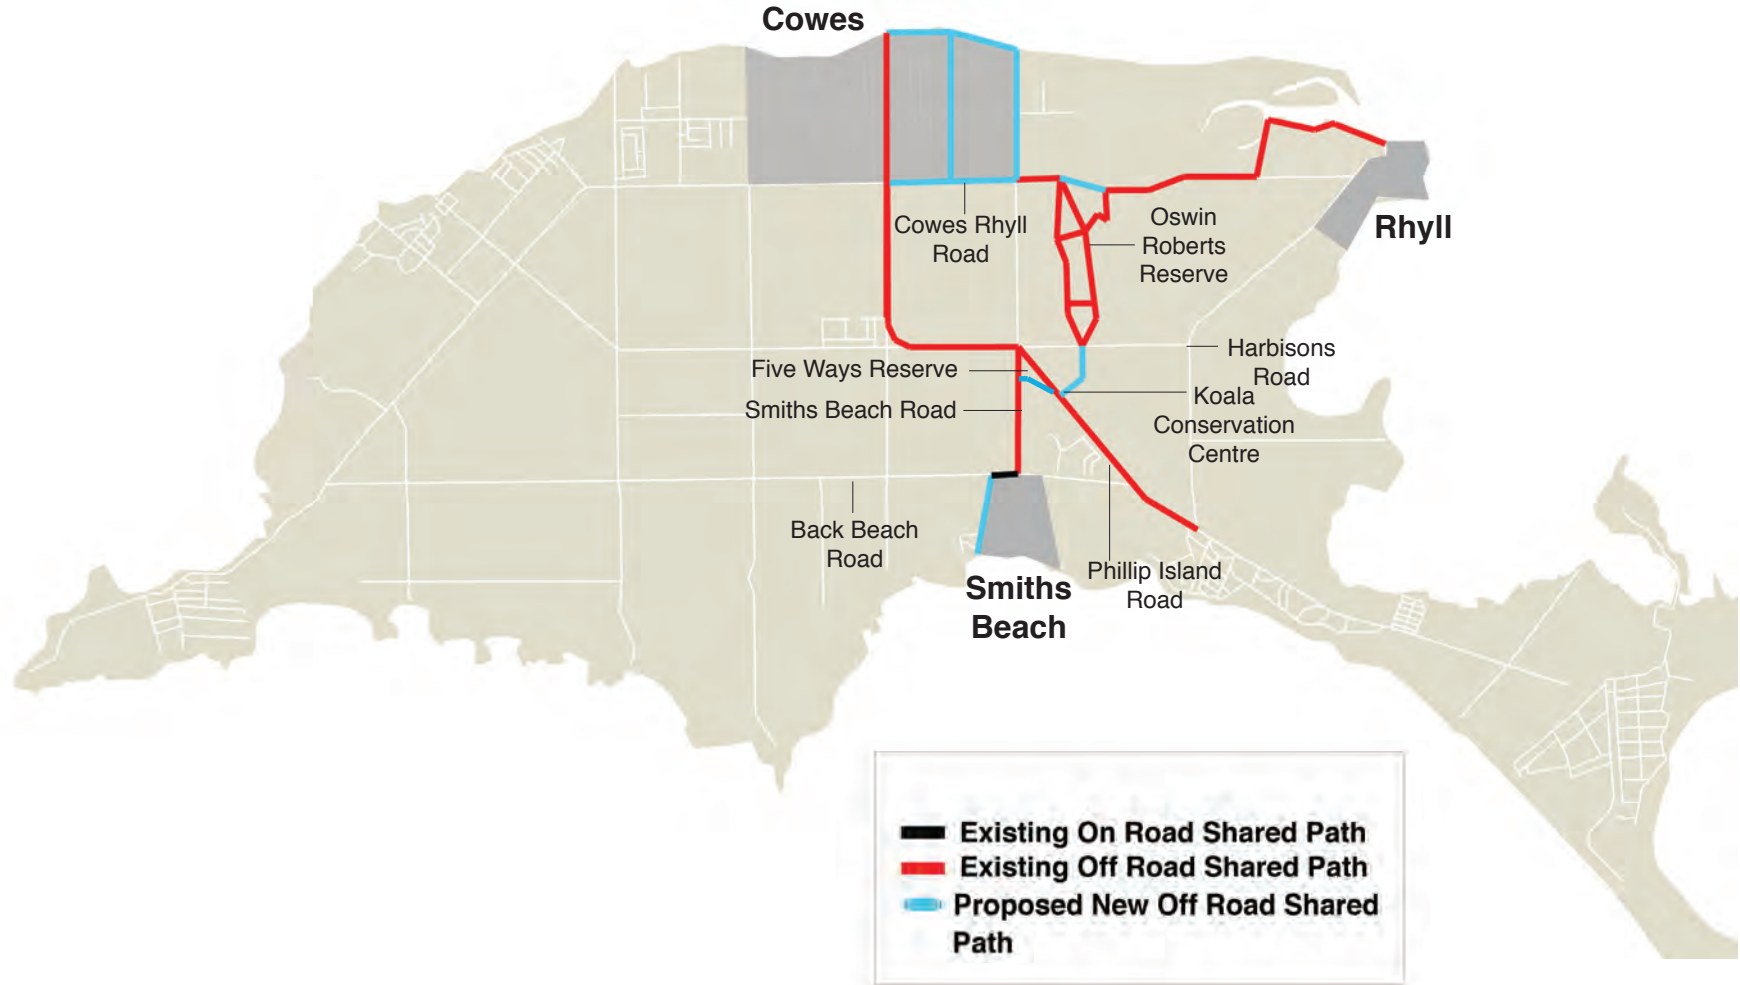 Cowes
Cowes Rhyll
Road
Oswin
Roberts
Reserve
Rhyll
Five Ways Reserve
Smiths Beach Road
Harbisons
Road
Koala
Conservation
Centre
Back Beach
Road
Smiths
Beach
Phillip Island
Road
Existing On Road Shared Path
Existing Off Road Shared Path
Proposed New Off Road Shared
Path